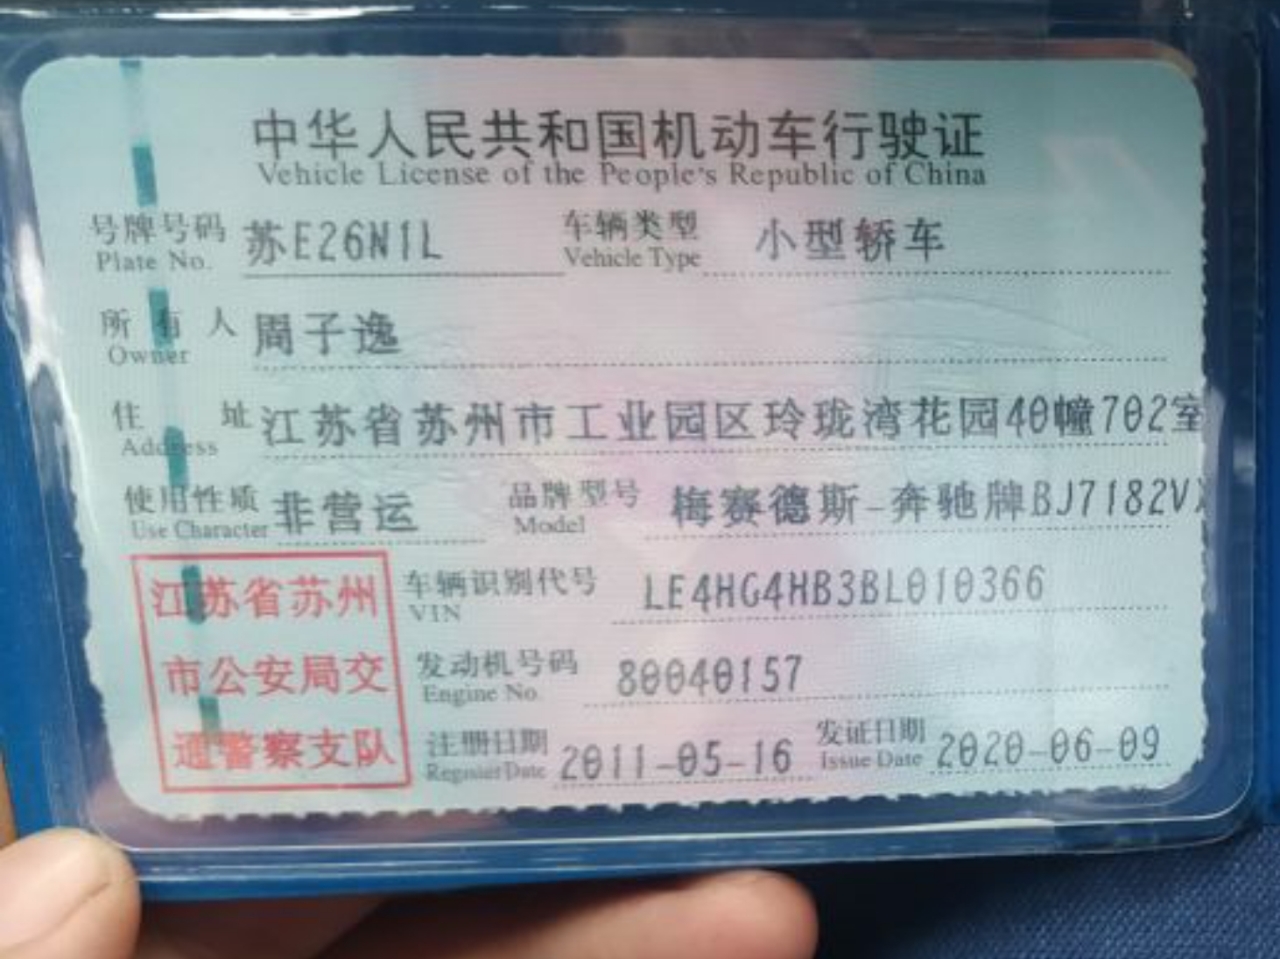 中华人民共和国机动车行驶证
Vehicle License of the People's Republic of China
号牌号码 苏E26N1L 车辆类型 小型轿车
Plate No. Vehicle Type
所有人 周子逸
Owner
住址 江苏省苏州市工业园区玲珑湾花园40幢702室
Address
使用性质 非营运 品牌型号 梅赛德斯-奔驰牌BJ7182VX
Use Character Model
江苏省苏州 车辆识别代号 LE4HG4HB3BL010366
VIN
市公安局交 发动机号码 80040157
Engine No.
通警察支队 注册日期 2011-05-16 发证日期 2020-06-09
Register Date Issue Date